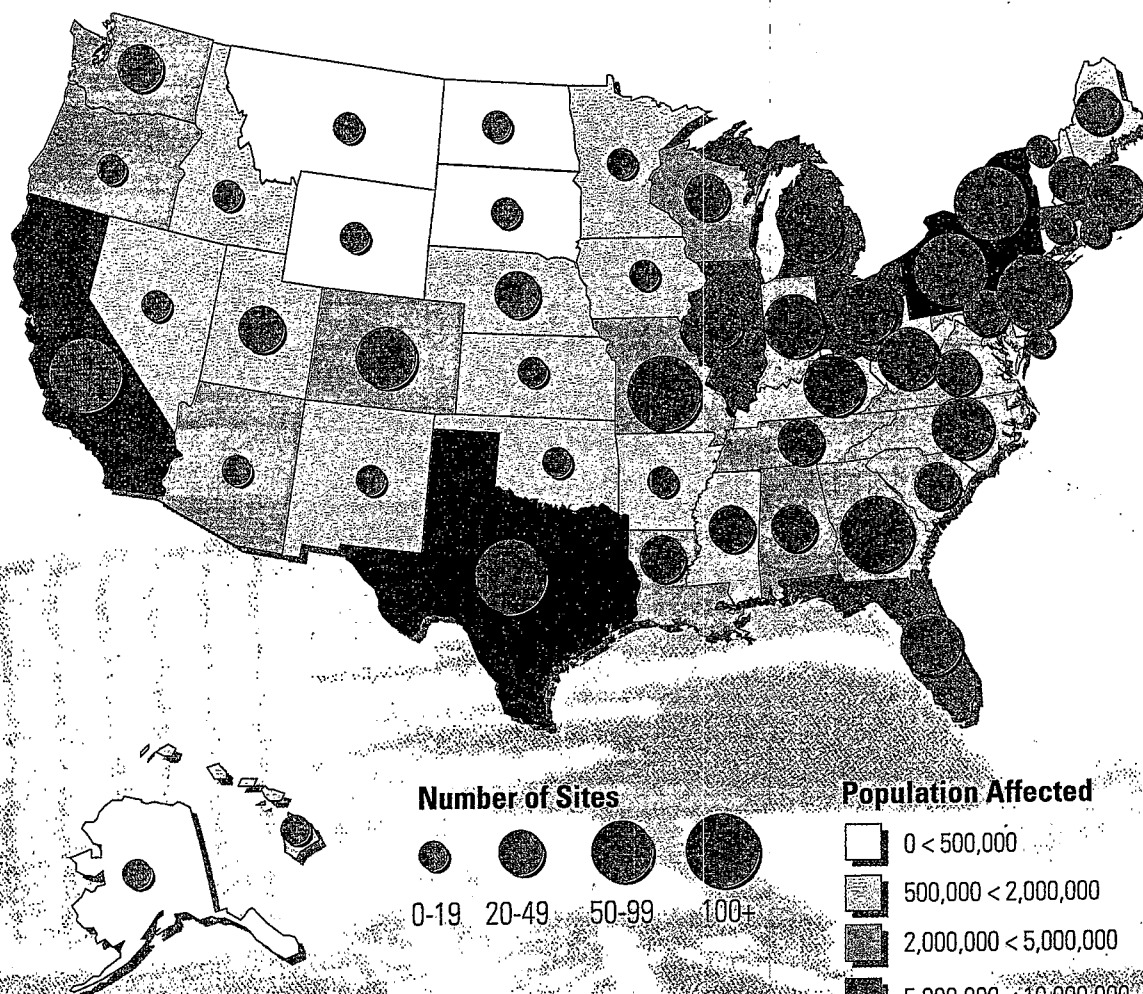 Number of Sites
0-19 20-49 50-99 100+
Population Affected
0 < 500,000
500,000 < 2,000,000
2,000,000 < 5,000,000